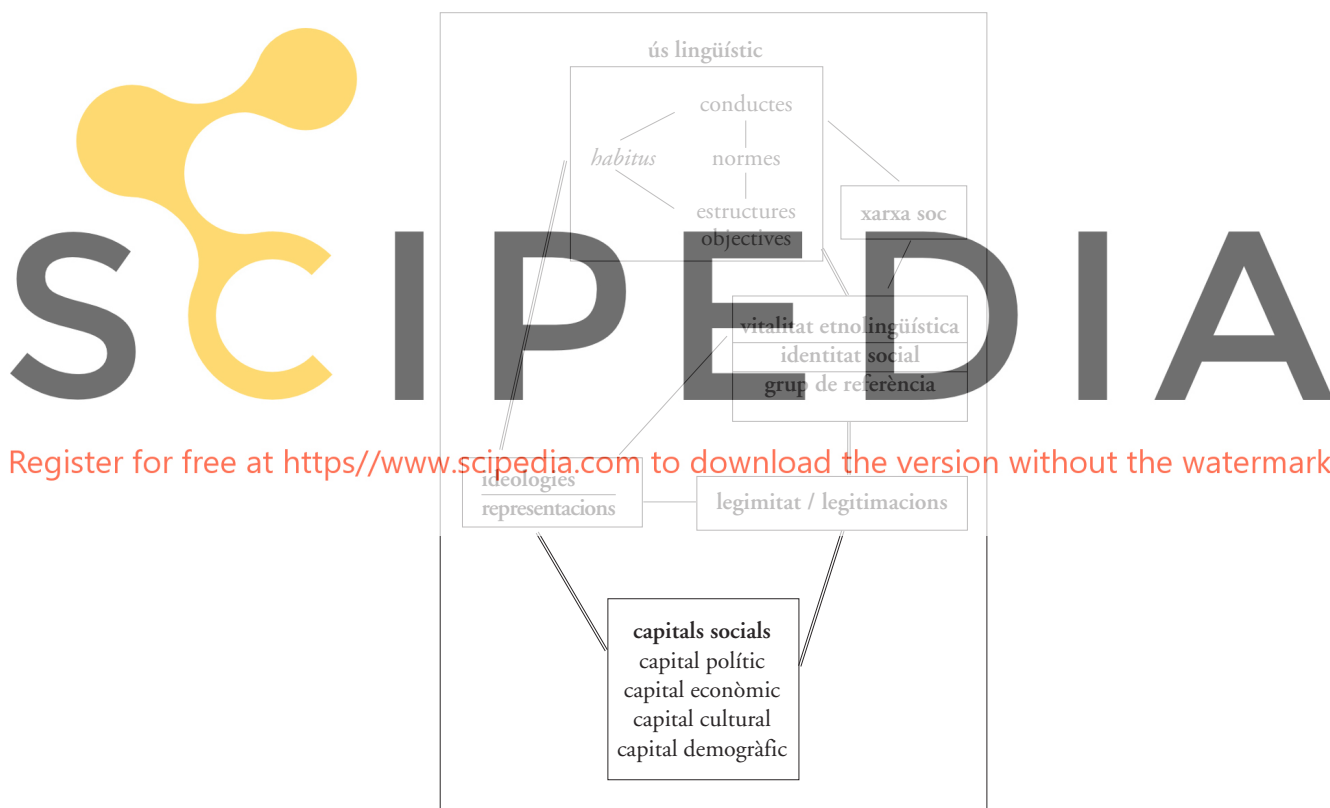 ús lingüístic
conductes
habitus normes
estructures
objectives
xarxa soc
SCIPEDIA
vitalitat etnolingüística
identitat social
grup de referència
Register for free at https//www.scipedia.com to download the version without the watermark
ideologies
representacions
legimitat / legitimacions
capitals socials
capital polític
capital econòmic
capital cultural
capital demogràfic